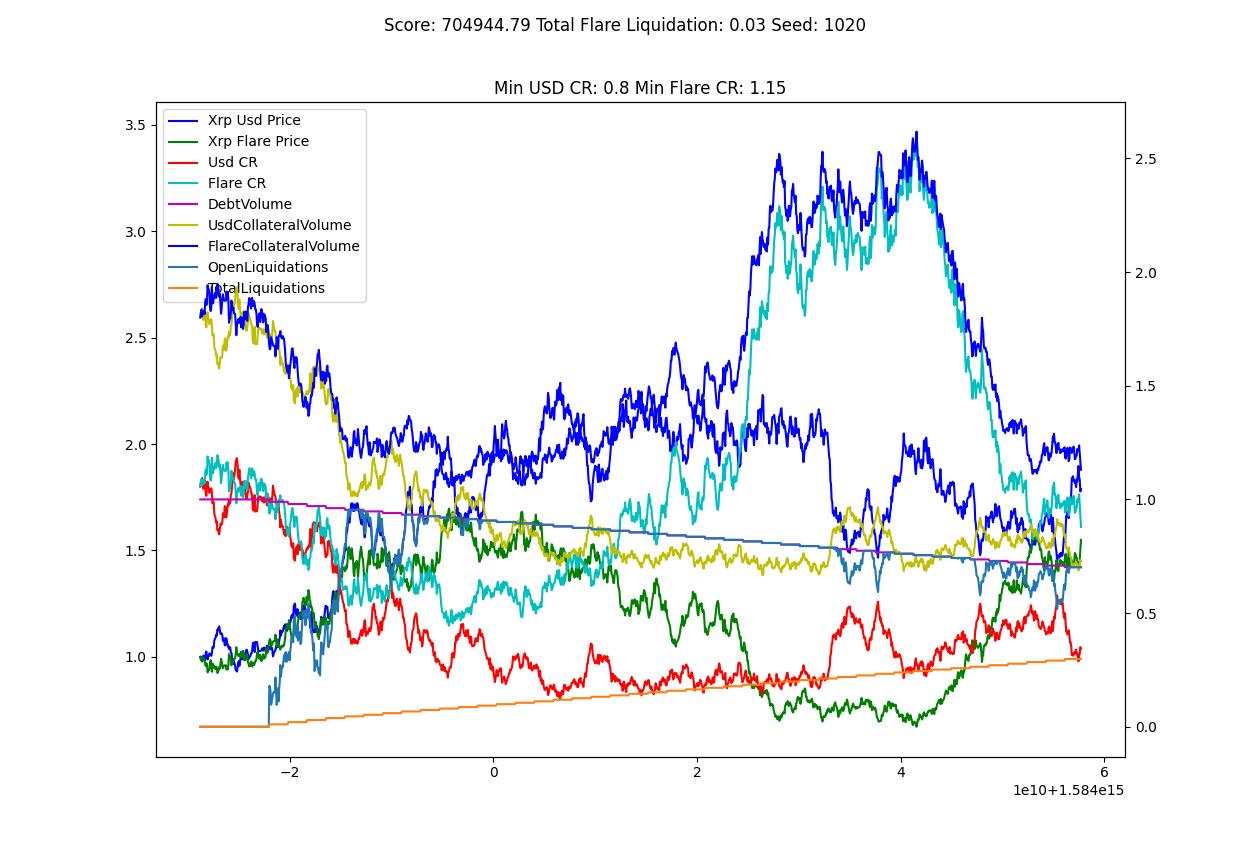 Score: 704944.79 Total Flare Liquidation: 0.03 Seed: 1020
Min USD CR: 0.8 Min Flare CR: 1.15
Xrp Usd Price
Xrp Flare Price
Usd CR
Flare CR
DebtVolume
UsdCollateralVolume
FlareCollateralVolume
OpenLiquidations
TotalLiquidations
3.5
3.0
2.5
2.0
1.5
1.0
2.5
2.0
1.5
1.0
0.5
0.0
−2 0 2 4 6
1e10+1.584e15